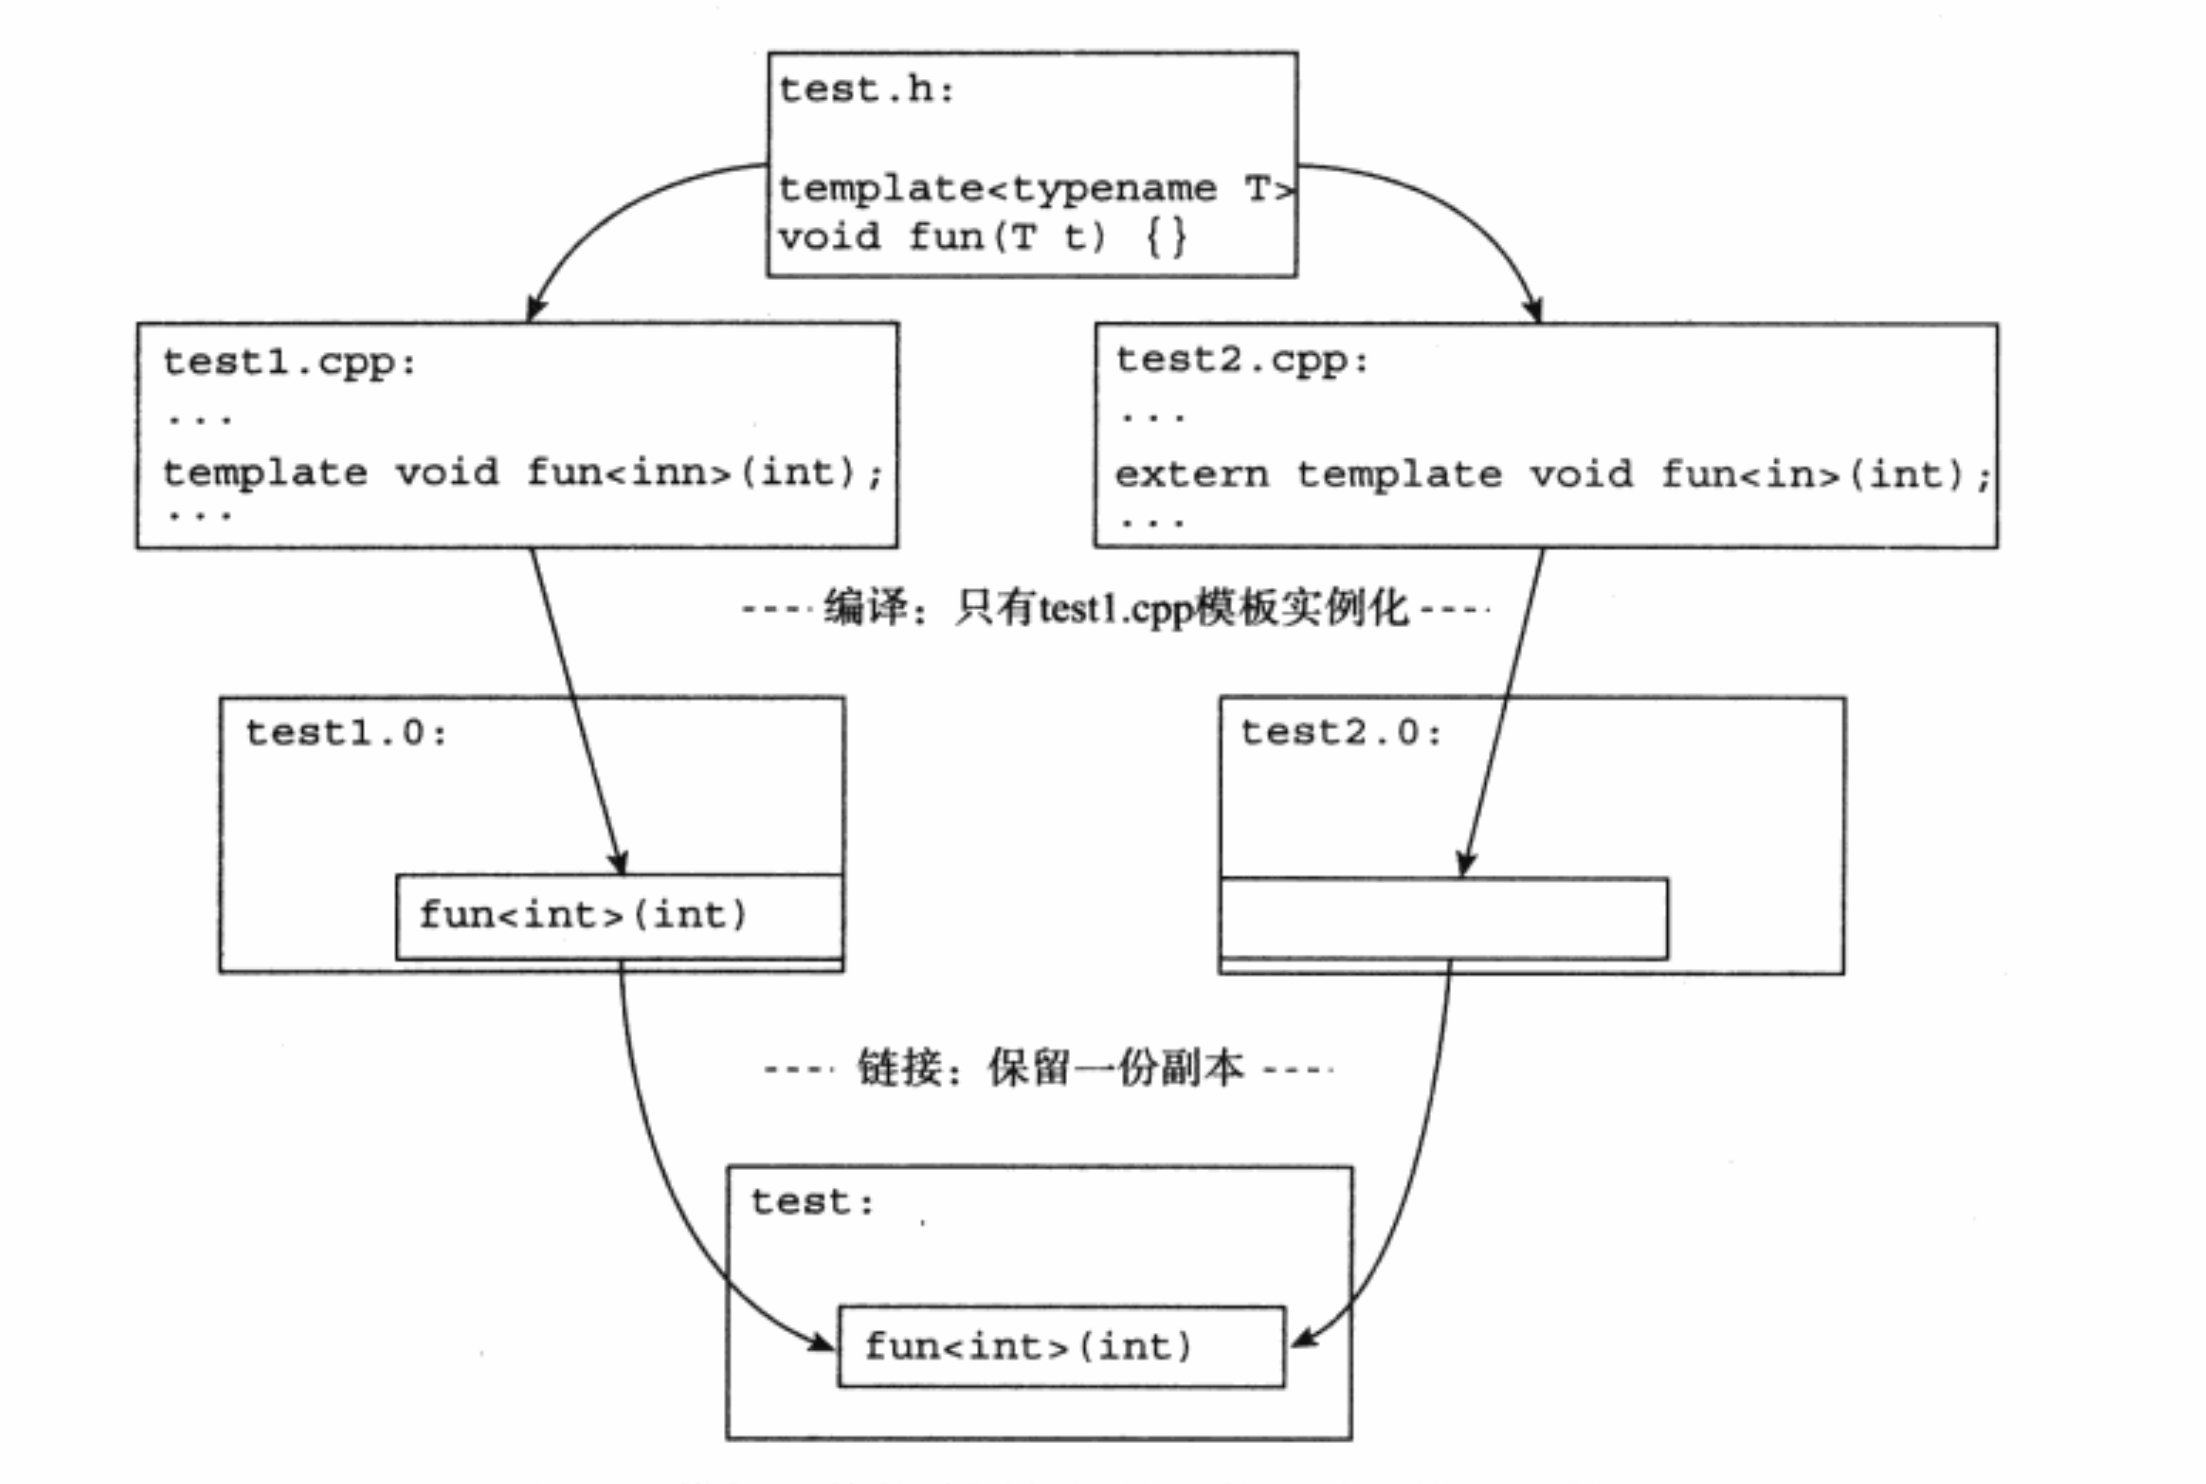 test.h:
template<typename T>
void fun(T t) {}
test1.cpp:
...
template void fun<inn>(int);
...
test2.cpp:
...
extern template void fun<in>(int);
...
---- 编译：只有test1.cpp模板实例化 ----
test1.0:
fun<int>(int)
test2.0:
---- 链接：保留一份副本 ----
test:
fun<int>(int)